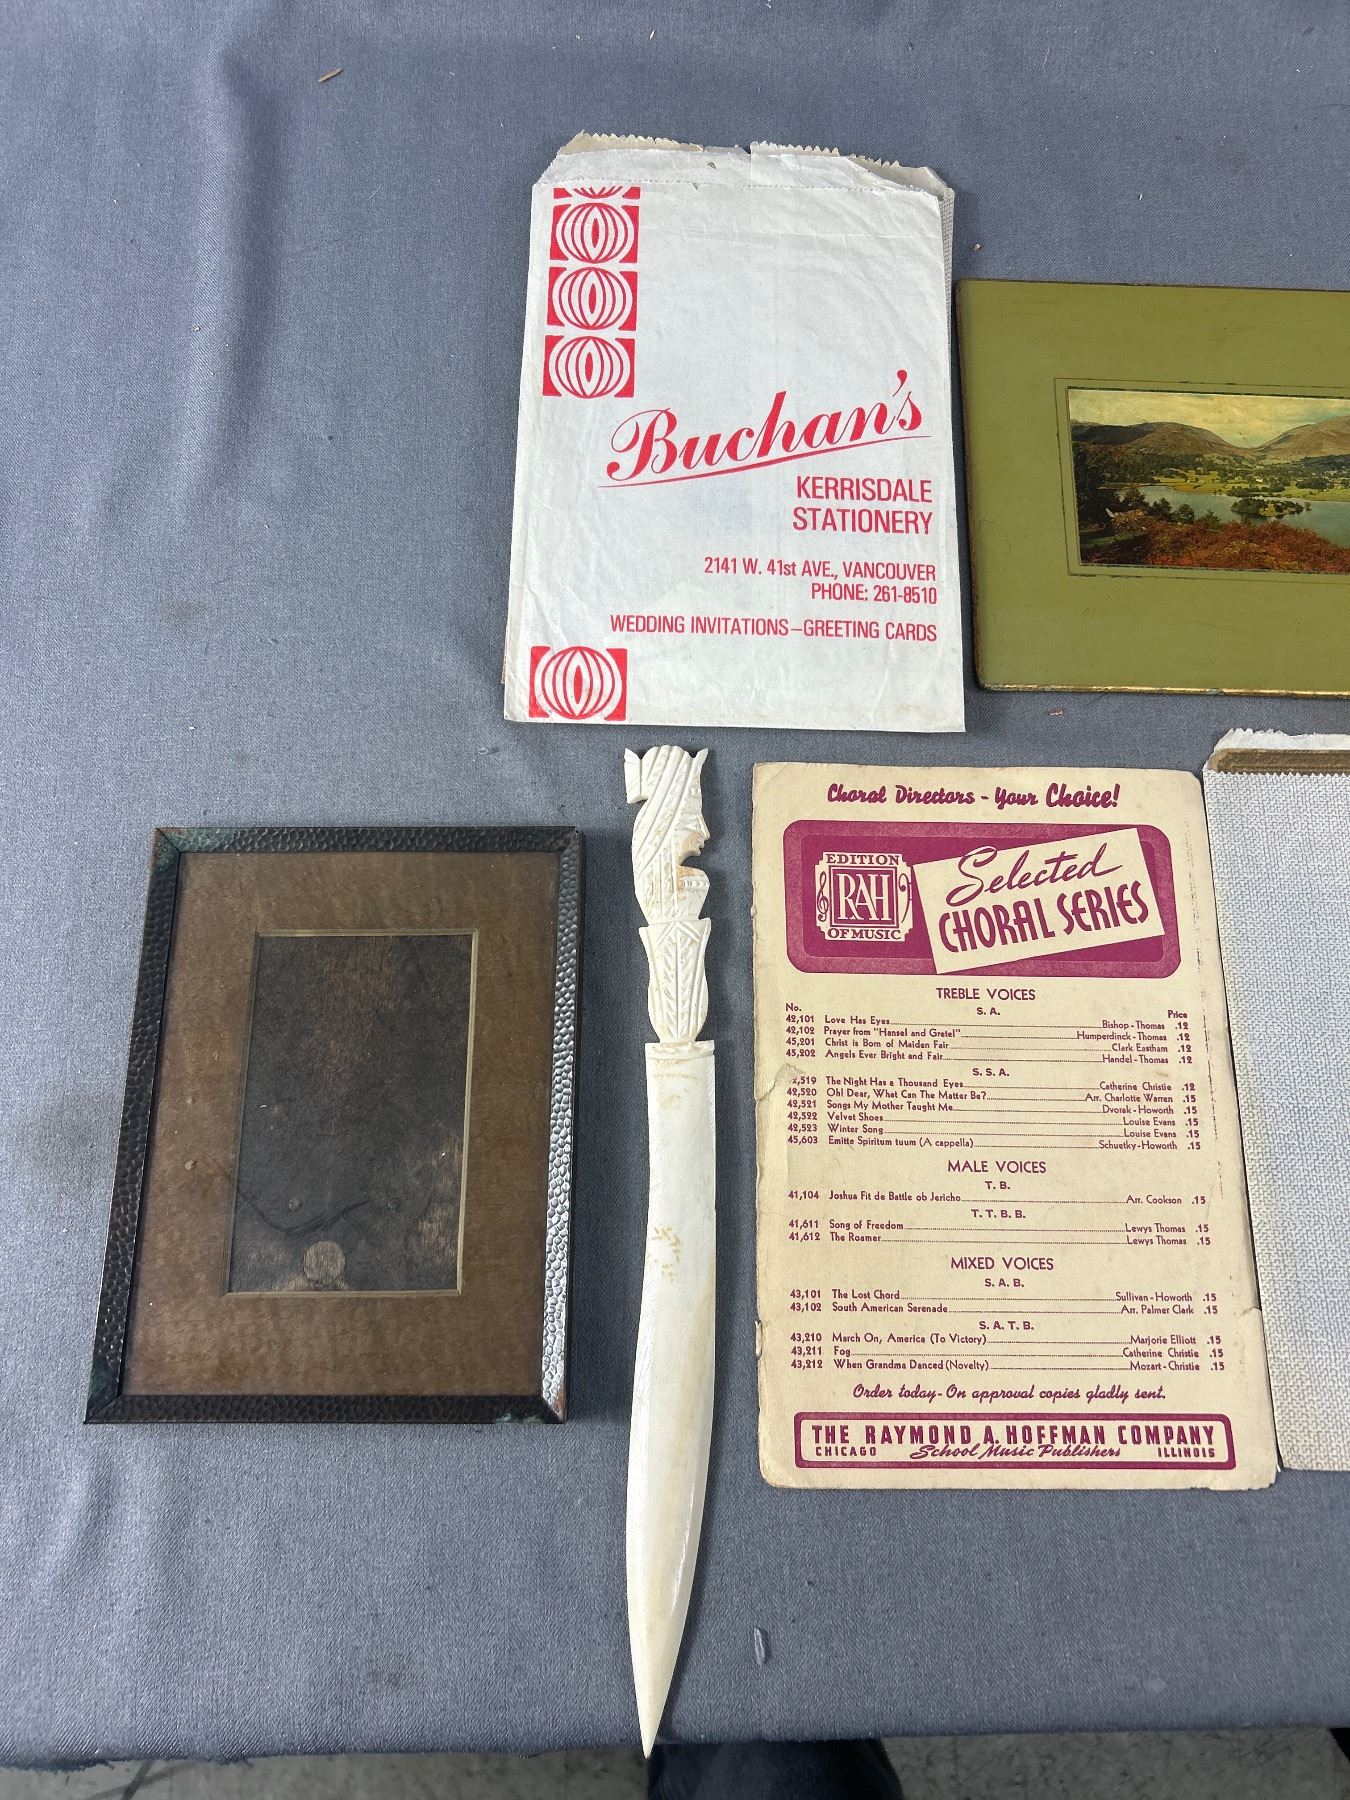 Buchan's
KERRISDALE
STATIONERY
2141 W. 41st AVE., VANCOUVER
PHONE: 261-8510
WEDDING INVITATIONS–GREETING CARDS
Choral Directors - Your Choice!
EDITION
RAH
OF MUSIC
Selected
CHORAL SERIES
TREBLE VOICES
S. A.
No. Price
42,101 Love Has Eyes Bishop - Thomas .12
42,102 Prayer from "Hansel and Gretel" Humperdinck - Thomas .12
45,201 Christ is Born of Maiden Fair Clark Eastham .12
45,202 Angels Ever Bright and Fair Handel - Thomas .12
S. S. A.
2,519 The Night Has a Thousand Eyes Catherine Christie .12
42,520 Oh! Dear, What Can The Matter Be? Arr. Charlotte Warren .15
42,521 Songs My Mother Taught Me Dvorak - Howorth .15
42,522 Velvet Shoes Louise Evans .15
42,523 Winter Song Louise Evans .15
45,603 Emitte Spiritum tuum (A cappella) Schuetky-Howorth .15
MALE VOICES
T. B.
41,104 Joshua Fit de Battle ob Jericho Arr. Cookson .15
T. T. B. B.
41,611 Song of Freedom Lewys Thomas .15
41,612 The Roamer Lewys Thomas .15
MIXED VOICES
S. A. B.
43,101 The Lost Chord Sullivan - Howorth .15
43,102 South American Serenade Arr. Palmer Clark .15
S. A. T. B.
43,210 March On, America (To Victory) Marjorie Elliott .15
43,211 Fog Catherine Christie .15
43,212 When Grandma Danced (Novelty) Mozart - Christie .15
Order today - On approval copies gladly sent.
THE RAYMOND A. HOFFMAN COMPANY
CHICAGO School Music Publishers ILLINOIS